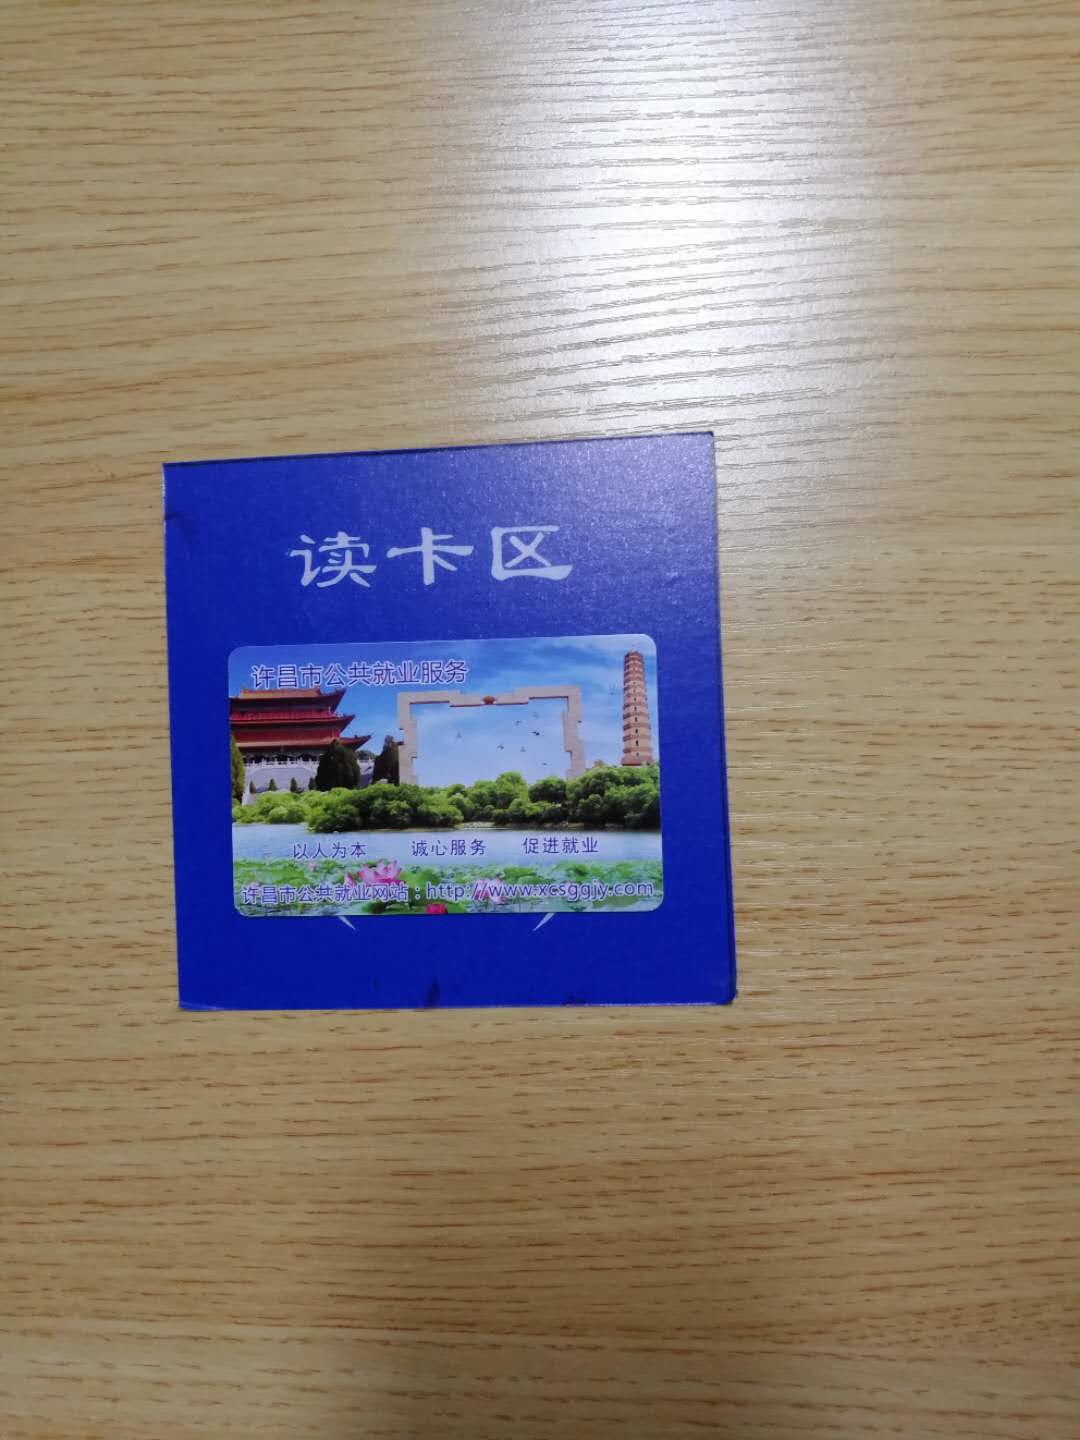 读卡区
许昌市公共就业服务
以人为本 诚心服务 促进就业
许昌市公共就业网站：http://www.xcsggjy.com